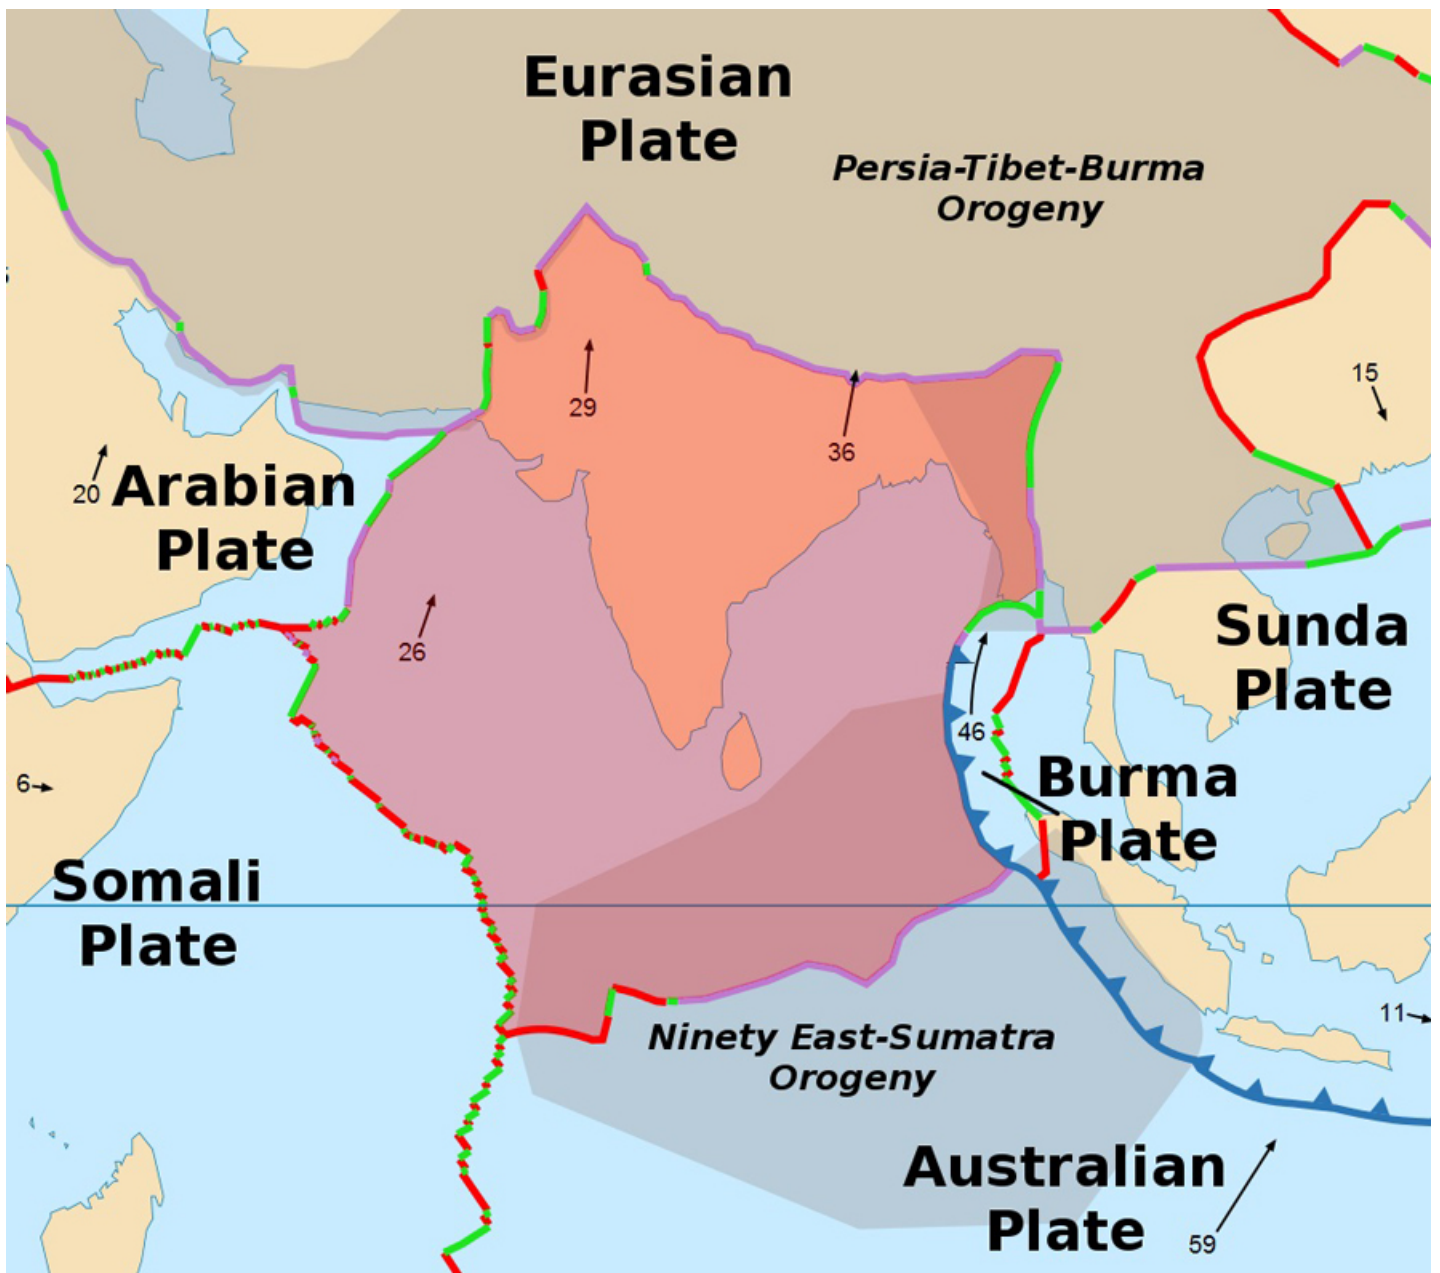 Eurasian
Plate
Persia-Tibet-Burma
Orogeny
29
36
15
20
Arabian
Plate
26
Sunda
Plate
46
6
Burma
Plate
Somali
Plate
11
Ninety East-Sumatra
Orogeny
Australian
Plate
59